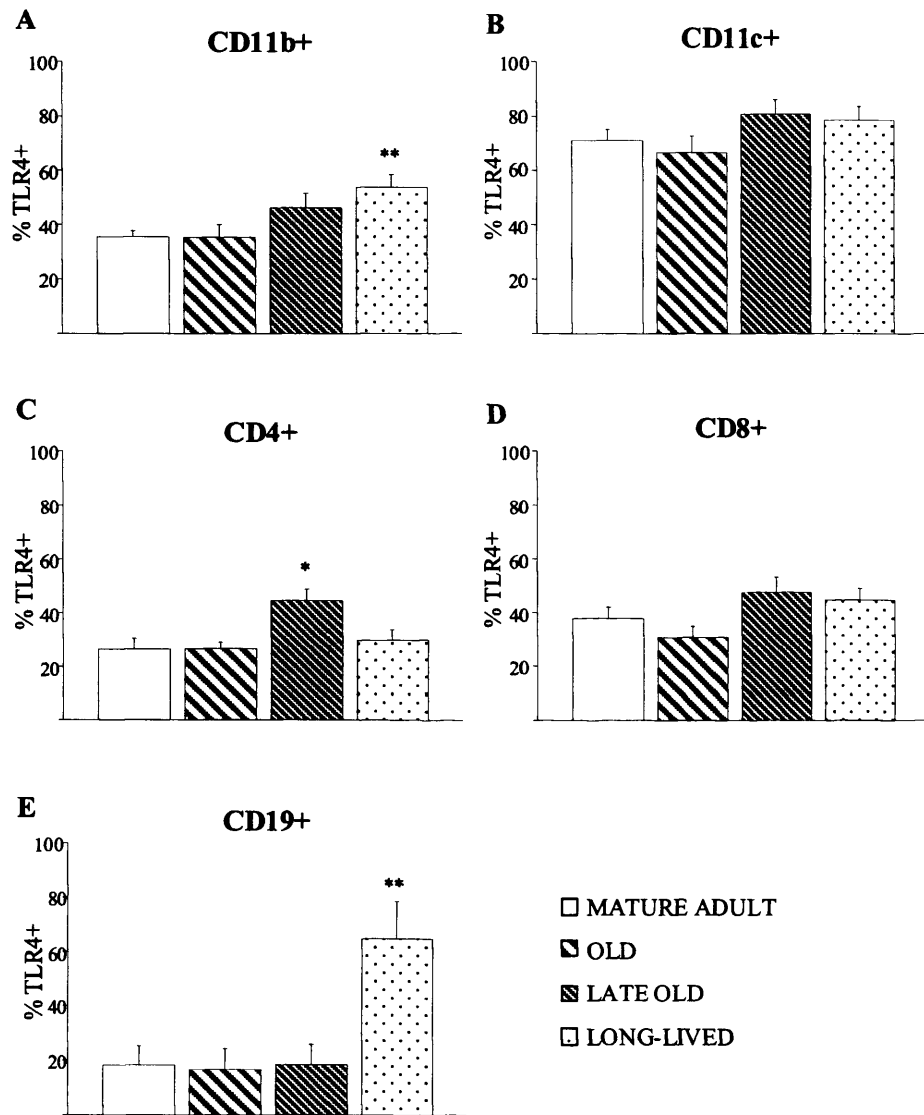 A
CD11b+
100
80
60
40
20
% TLR4+
**
B
CD11c+
100
80
60
40
20
% TLR4+
C
CD4+
100
80
60
40
20
% TLR4+
*
D
CD8+
100
80
60
40
20
% TLR4+
E
CD19+
100
80
60
40
20
% TLR4+
**
MATURE ADULT
OLD
LATE OLD
LONG-LIVED